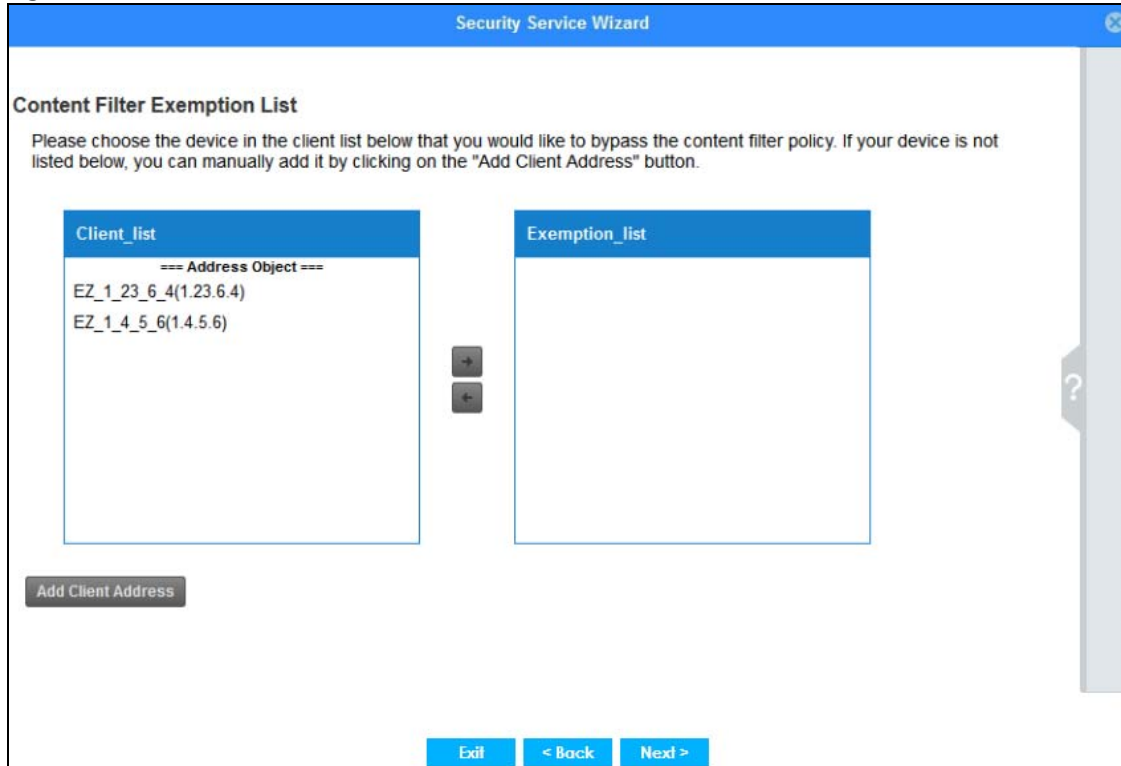 Security Service Wizard
Content Filter Exemption List
Please choose the device in the client list below that you would like to bypass the content filter policy. If your device is not
listed below, you can manually add it by clicking on the "Add Client Address" button.
Client_list
Exemption_list
=== Address Object ===
EZ_1_23_6_4(1.23.6.4)
EZ_1_4_5_6(1.4.5.6)
?
Add Client Address
Exit
< Back
Next >